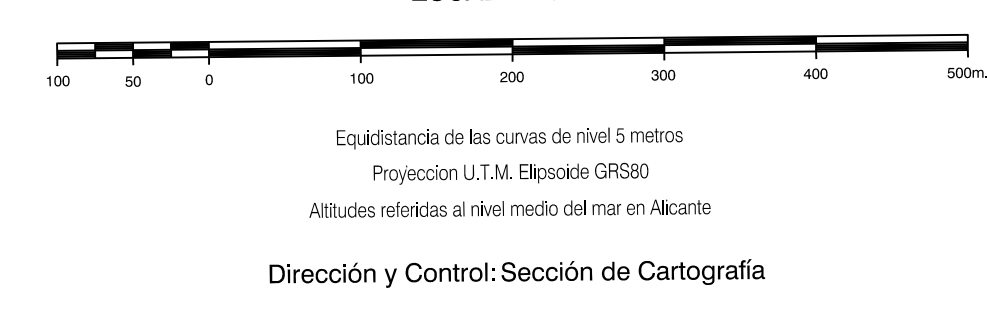 100 50 0 100 200 300 400 500m.
Equidistancia de las curvas de nivel 5 metros
Proyeccion U.T.M. Elipsoide GRS80
Altitudes referidas al nivel medio del mar en Alicante
Dirección y Control: Sección de Cartografía